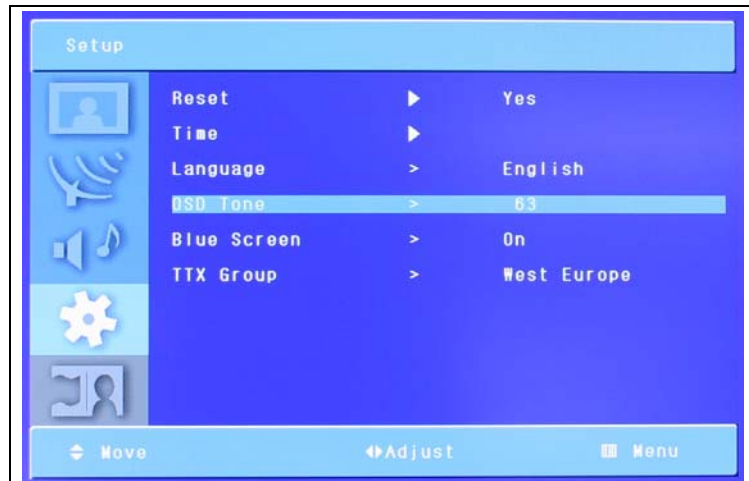 Setup
Reset ▶ Yes
Time ▶
Language > English
OSD Tone > 63
Blue Screen > On
TTX Group > West Europe
Move Adjust Menu